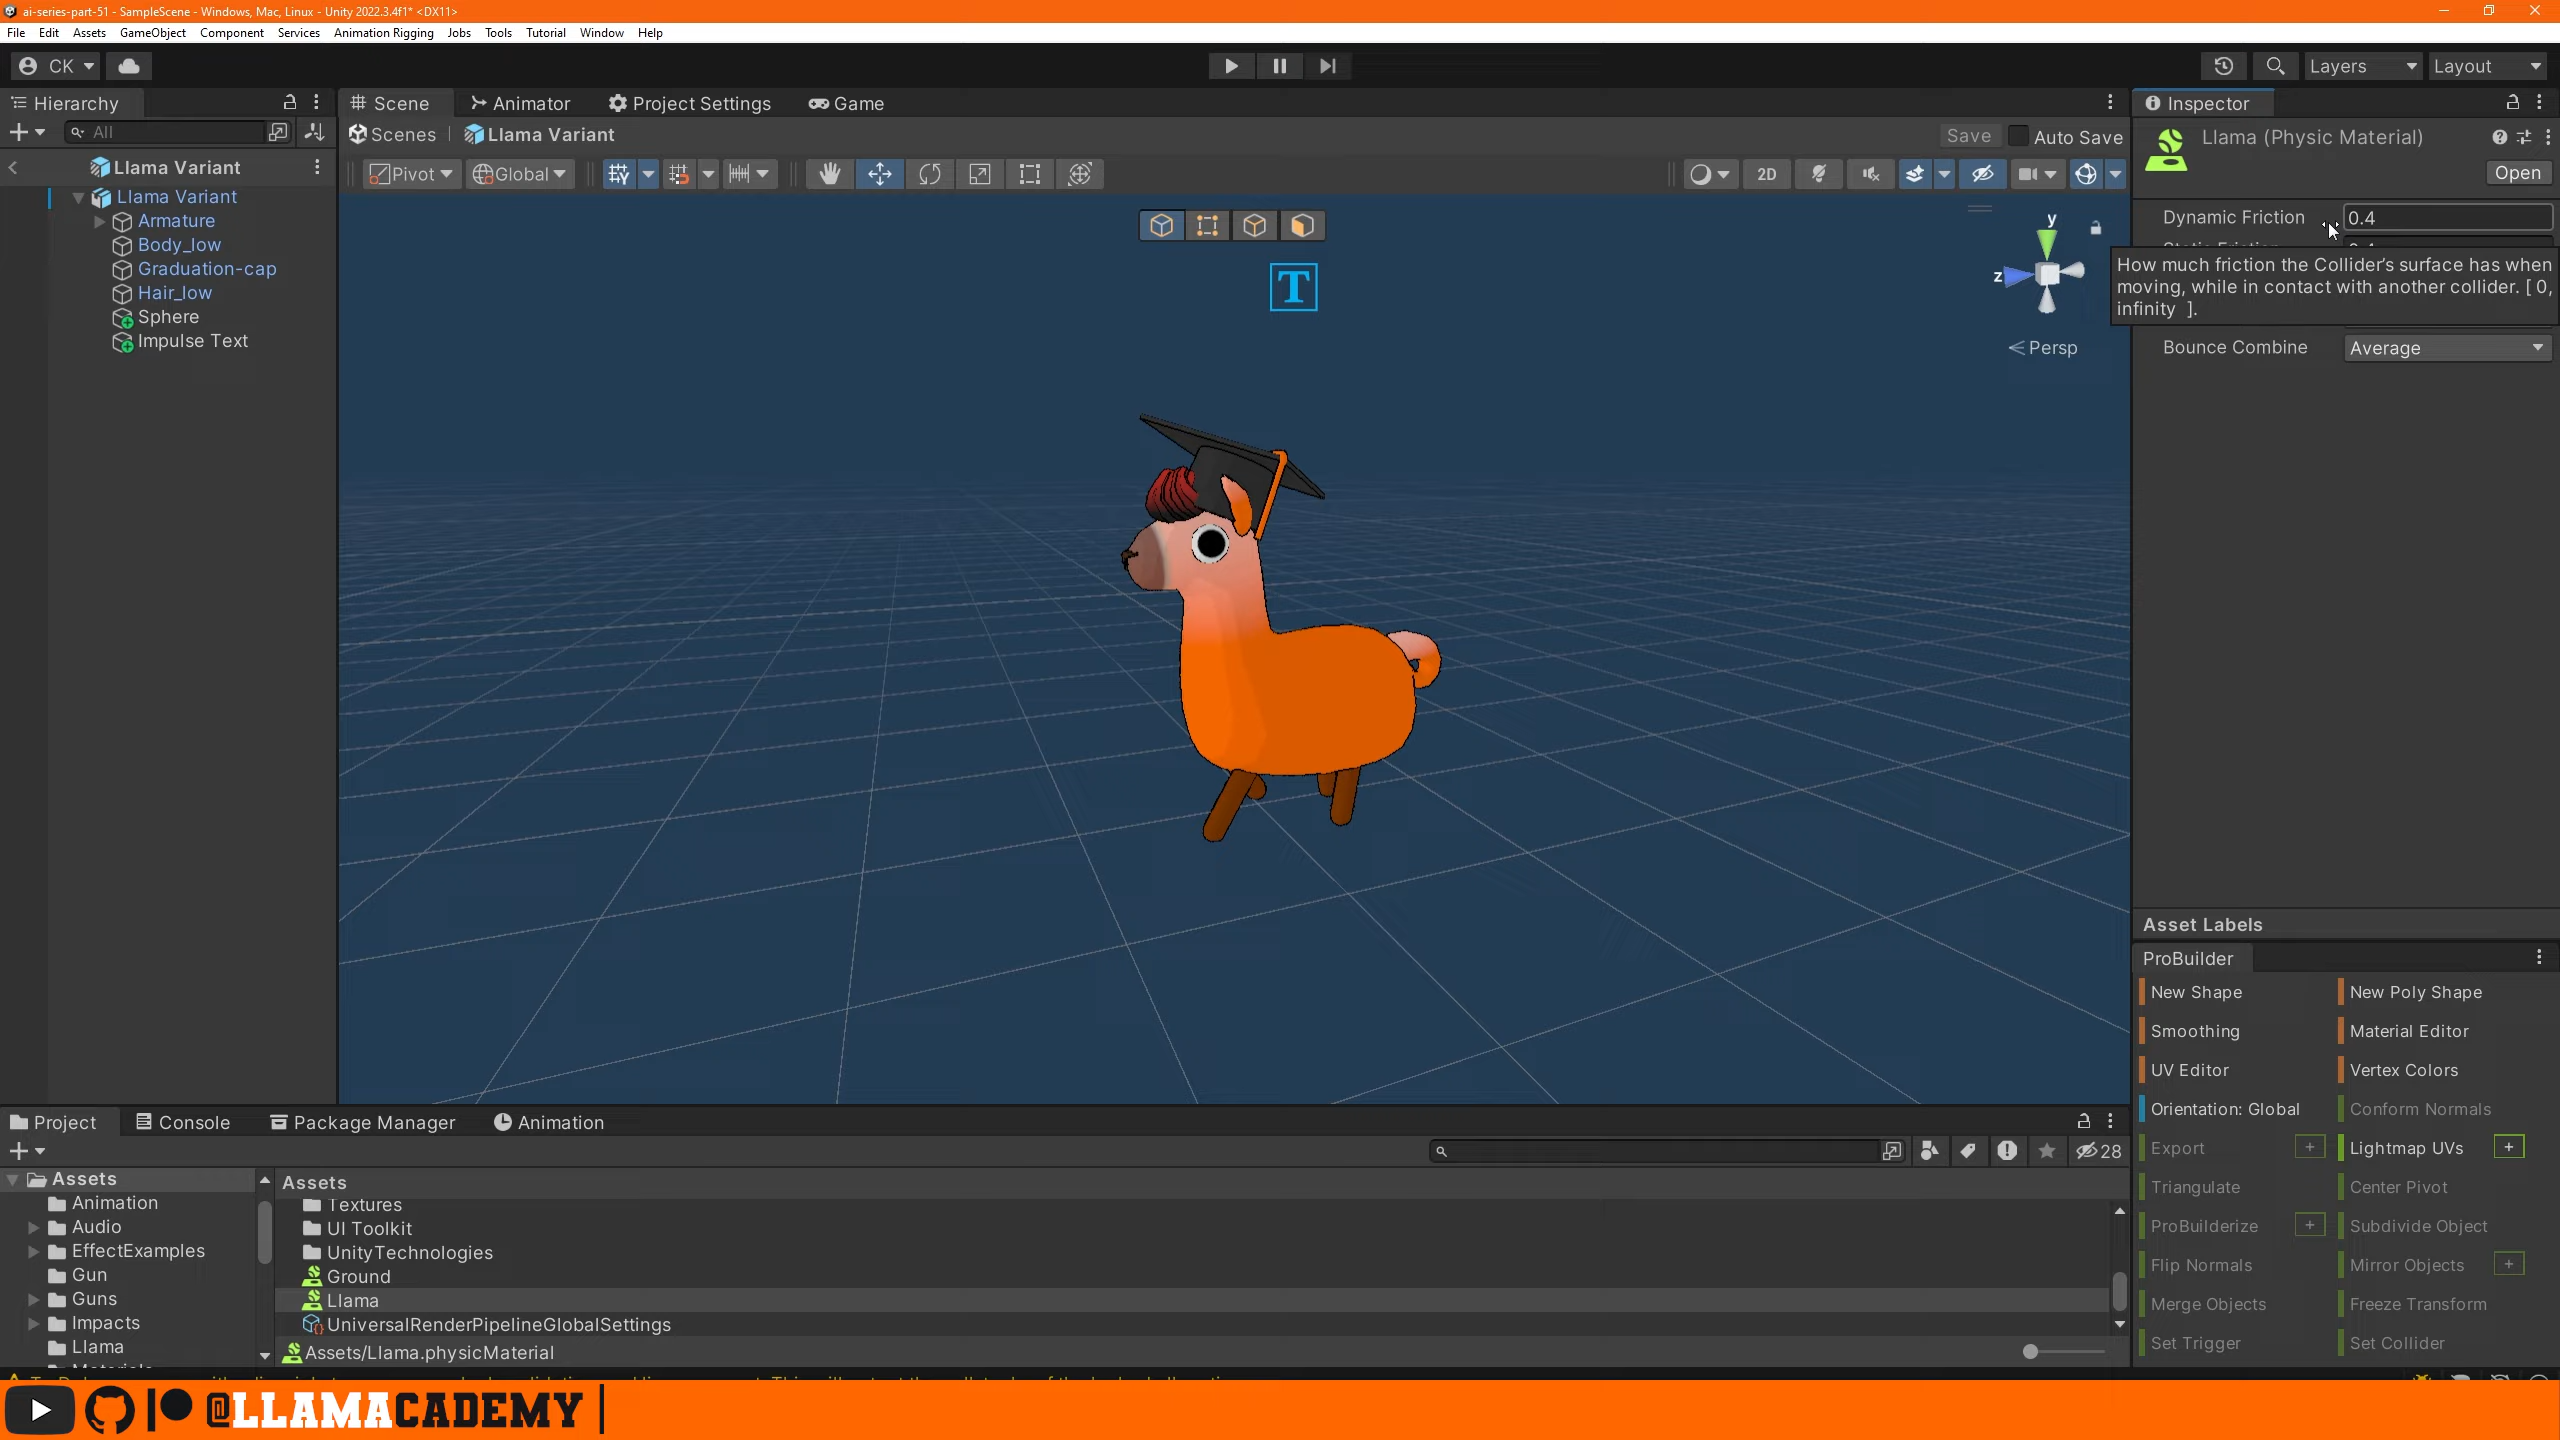 ai-series-part-51 - SampleScene - Windows, Mac, Linux - Unity 2022.3.4f1* <DX11>
File Edit Assets GameObject Component Services Animation Rigging Jobs Tools Tutorial Window Help
CK Layers Layout
Hierarchy Scene Animator Project Settings Game Inspector
All Scenes Llama Variant Save Auto Save Llama (Physic Material)
Llama Variant Pivot Global 2D Open
Llama Variant
Armature
Body_low
Graduation-cap
Hair_low
Sphere
Impulse Text
T
y
z
Persp
Dynamic Friction 0.4
How much friction the Collider's surface has when
moving, while in contact with another collider. [ 0,
infinity ].
Bounce Combine Average
Asset Labels
ProBuilder
New Shape New Poly Shape
Smoothing Material Editor
UV Editor Vertex Colors
Orientation: Global Conform Normals
Export + Lightmap UVs +
Triangulate Center Pivot
ProBuilderize + Subdivide Object
Flip Normals Mirror Objects +
Merge Objects Freeze Transform
Set Trigger Set Collider
Project Console Package Manager Animation
28
Assets
Animation
Audio
EffectExamples
Gun
Guns
Impacts
Llama
Assets
Textures
UI Toolkit
UnityTechnologies
Ground
Llama
UniversalRenderPipelineGlobalSettings
Assets/Llama.physicMaterial
@LLAMACADEMY